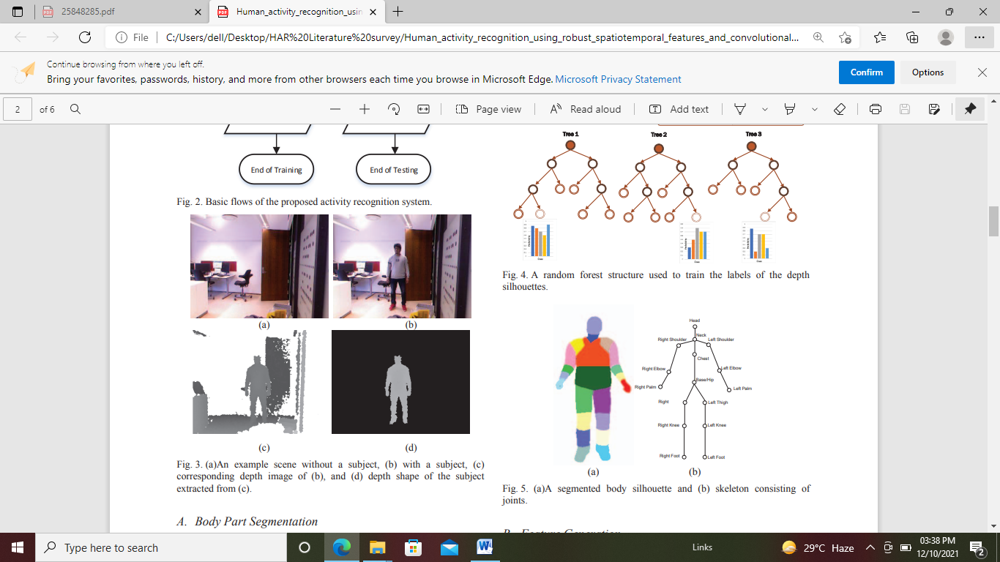 25848285.pdf
Human_activity_recognition_usin
File
C:/Users/dell/Desktop/HAR%20Literature%20survey/Human_activity_recognition_using_robust_spatiotemporal_features_and_convolutional...
Continue browsing from where you left off.
Bring your favorites, passwords, history, and more from other browsers each time you browse in Microsoft Edge. Microsoft Privacy Statement
Confirm
Options
2 of 6
Page view
Read aloud
Add text
End of Training
End of Testing
Fig. 2. Basic flows of the proposed activity recognition system.
(a)
(b)
(c)
(d)
Fig. 3. (a)An example scene without a subject, (b) with a subject, (c)
corresponding depth image of (b), and (d) depth shape of the subject
extracted from (c).
A. Body Part Segmentation
Tree 1
Tree 2
Tree 3
Fig. 4. A random forest structure used to train the labels of the depth
silhouettes.
Head
Neck
Right Shoulder
Left Shoulder
Chest
Right Elbow
Left Elbow
Base/Hip
Right Palm
Left Palm
Right
Left Thigh
Right Knee
Left Knee
Right Foot
Left Foot
(a)
(b)
Fig. 5. (a)A segmented body silhouette and (b) skeleton consisting of
joints.
Type here to search
Links
29°C Haze
03:38 PM
12/10/2021
2